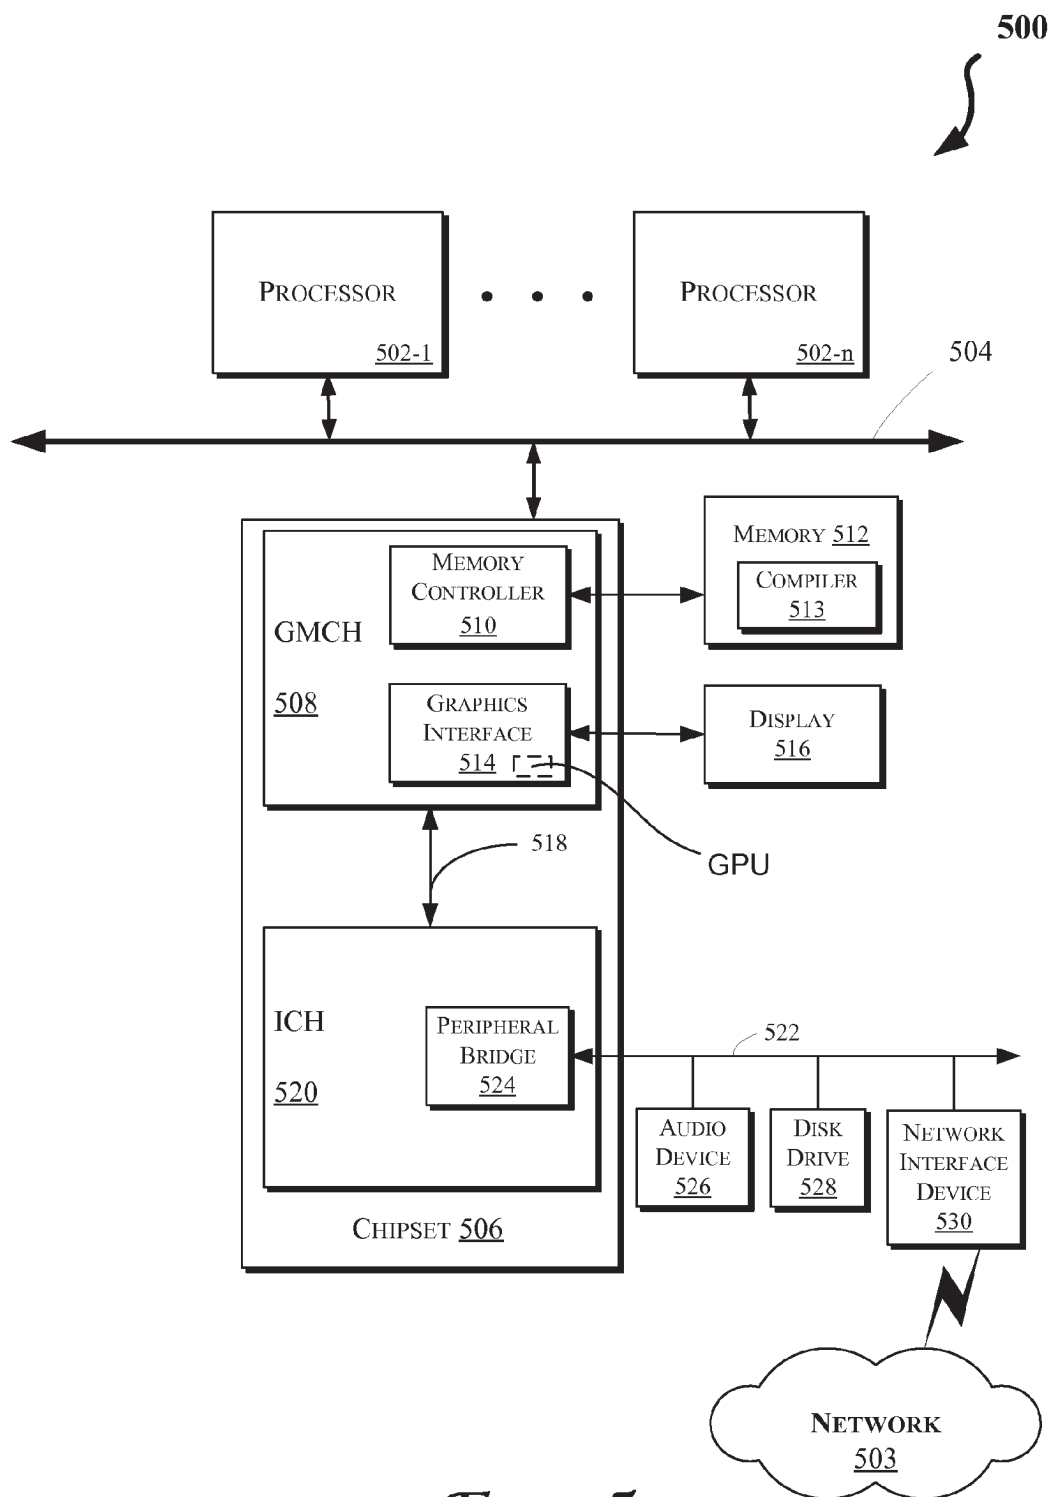 500
PROCESSOR
502-1
PROCESSOR
502-n
504
MEMORY 512
COMPILER
513
MEMORY
CONTROLLER
510
GMCH
508
GRAPHICS
INTERFACE
514
DISPLAY
516
518
GPU
ICH
520
PERIPHERAL
BRIDGE
524
522
AUDIO
DEVICE
526
DISK
DRIVE
528
NETWORK
INTERFACE
DEVICE
530
CHIPSET 506
NETWORK
503